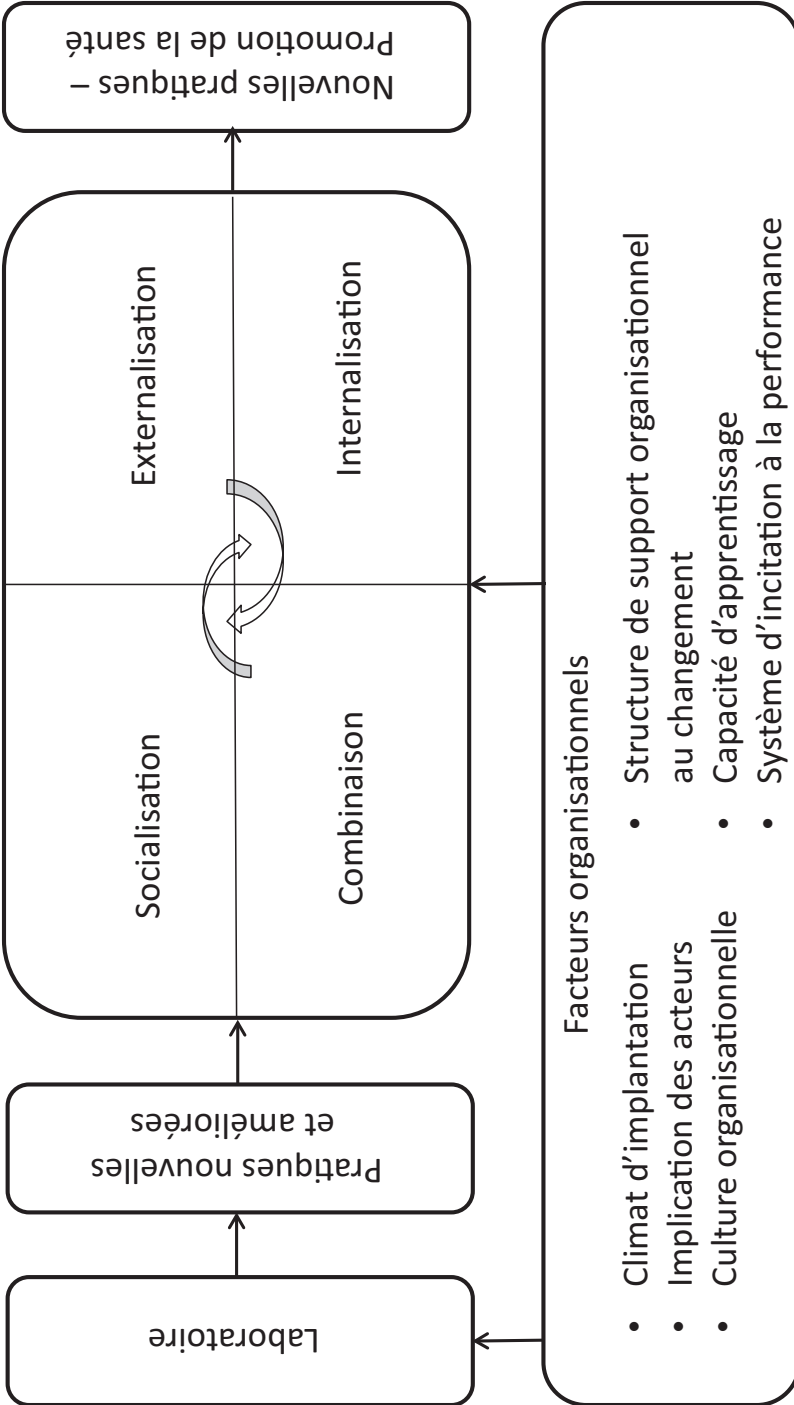 Laboratoire
Pratiques nouvelles
et améliorées
Socialisation
Externalisation
Combinaison
Internalisation
Nouvelles pratiques –
Promotion de la santé
Facteurs organisationnels
• Climat d’implantation
• Implication des acteurs
• Culture organisationnelle
• Structure de support organisationnel
au changement
• Capacité d’apprentissage
• Système d’incitation à la performance